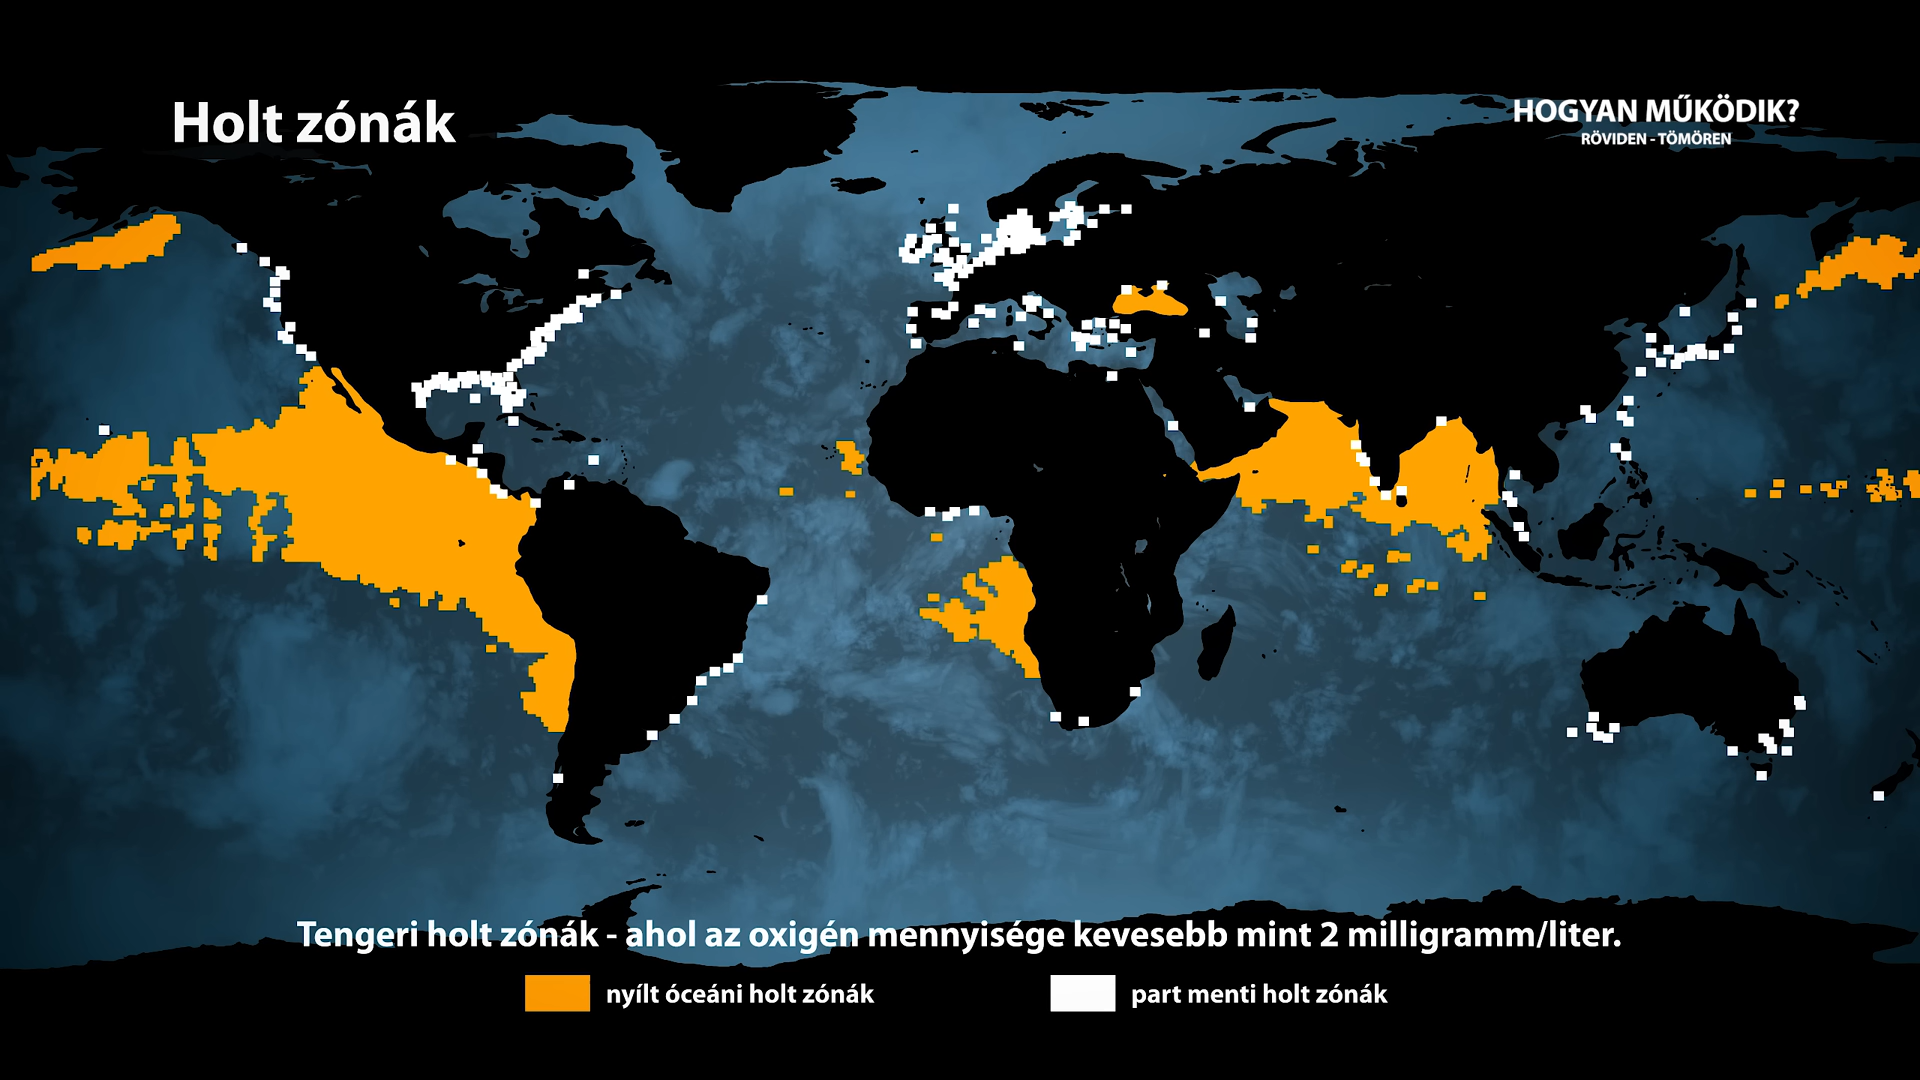 Holt zónák
HOGYAN MŰKÖDIK?
RÖVIDEN - TÖMÖREN
Tengeri holt zónák - ahol az oxigén mennyisége kevesebb mint 2 milligramm/liter.
nyílt óceáni holt zónák
part menti holt zónák